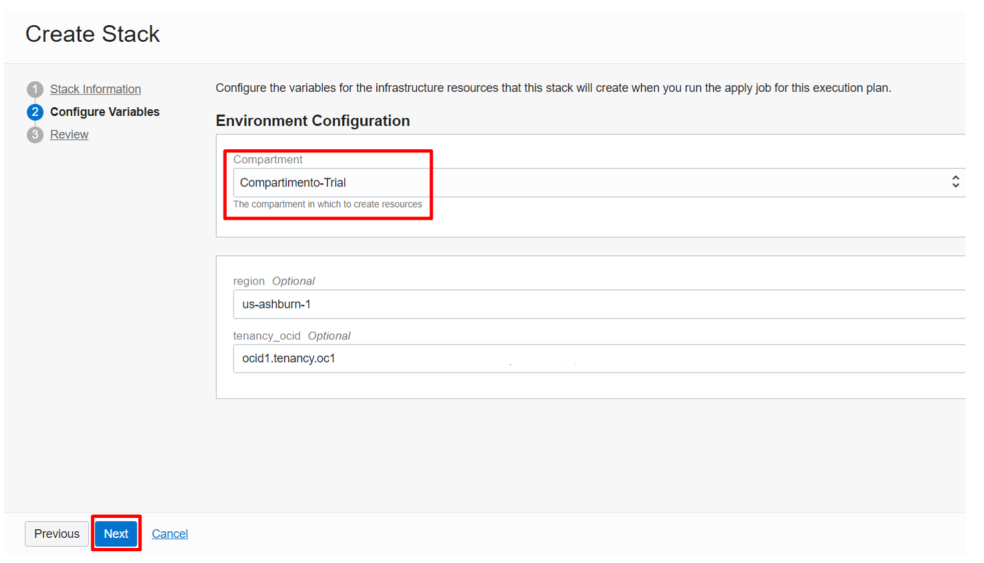 Create Stack
1 Stack Information
2 Configure Variables
3 Review
Configure the variables for the infrastructure resources that this stack will create when you run the apply job for this execution plan.
Environment Configuration
Compartment
Compartimento-Trial
The compartment in which to create resources
region Optional
us-ashburn-1
tenancy_ocid Optional
ocid1.tenancy.oc1
Previous Next Cancel